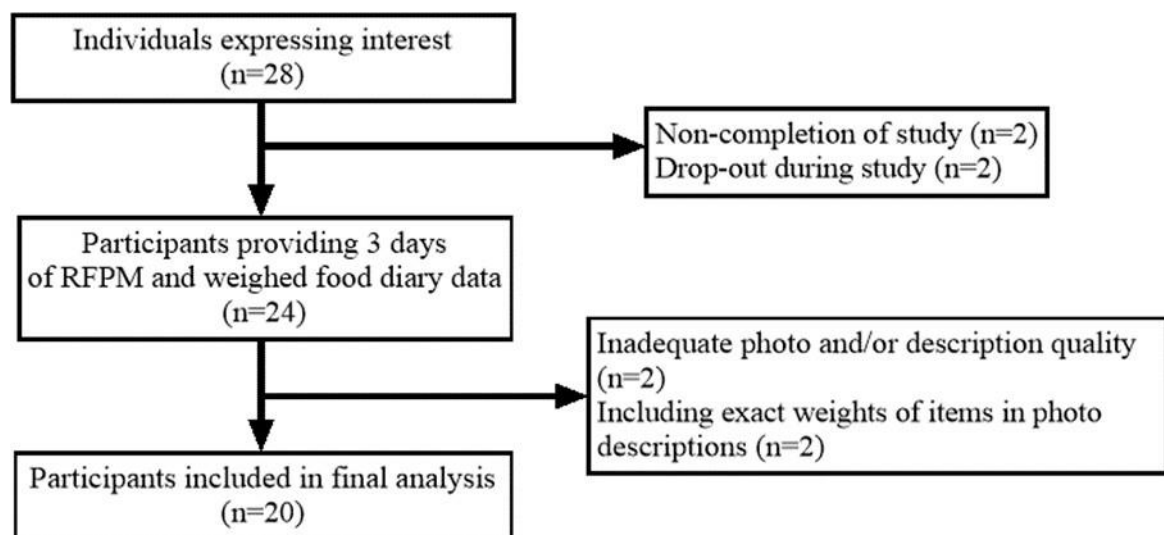 Individuals expressing interest
(n=28)
Non-completion of study (n=2)
Drop-out during study (n=2)
Participants providing 3 days
of RFPM and weighed food diary data
(n=24)
Inadequate photo and/or description quality
(n=2)
Including exact weights of items in photo
descriptions (n=2)
Participants included in final analysis
(n=20)